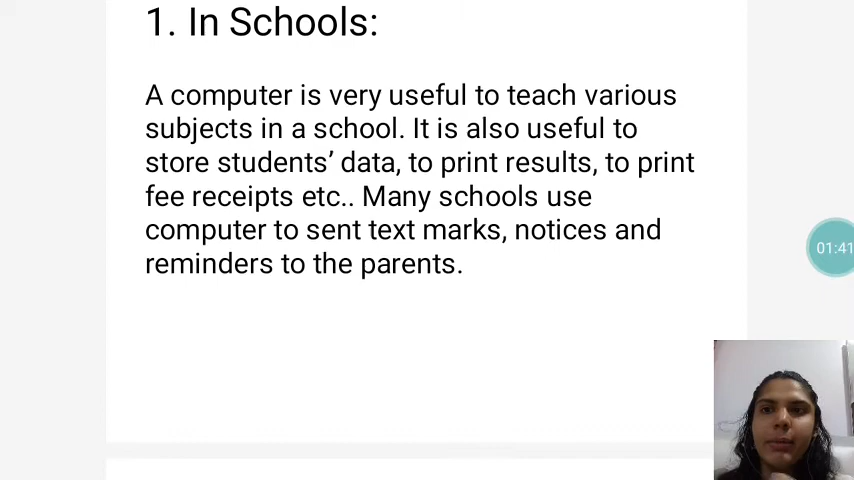 1. In Schools:
A computer is very useful to teach various
subjects in a school. It is also useful to
store students’ data, to print results, to print
fee receipts etc.. Many schools use
computer to sent text marks, notices and
reminders to the parents.
01:41